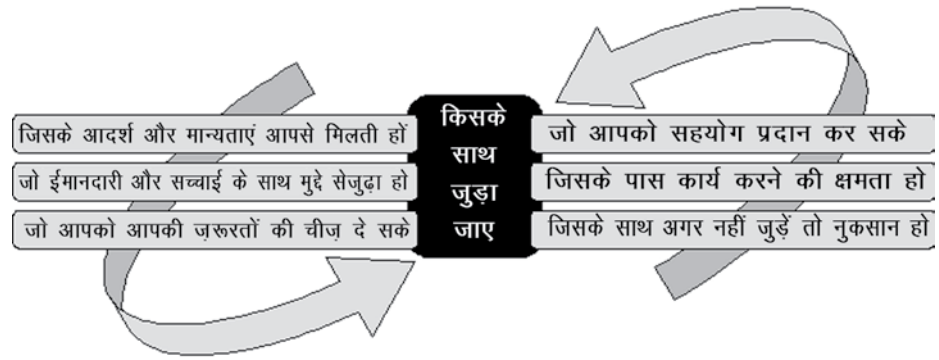 जिसके आदर्श और मान्यताएं आपसे मिलती हों
जो ईमानदारी और सच्चाई के साथ मुद्दे सेजुढ़ा हो
जो आपको आपकी ज़रूरतों की चीज़ दे सके
किसके
साथ
जुड़ा
जाए
जो आपको सहयोग प्रदान कर सके
जिसके पास कार्य करने की क्षमता हो
जिसके साथ अगर नहीं जुड़ें तो नुकसान हो